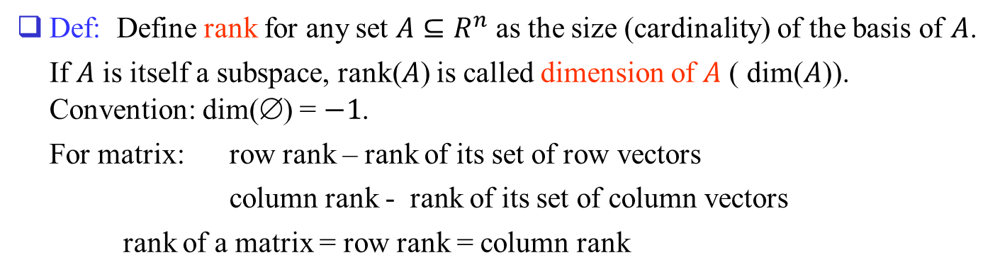 ❑ Def: Define rank for any set A ⊆ Rⁿ as the size (cardinality) of the basis of A.
If A is itself a subspace, rank(A) is called dimension of A ( dim(A)).
Convention: dim(∅) = −1.
For matrix: row rank – rank of its set of row vectors
column rank - rank of its set of column vectors
rank of a matrix = row rank = column rank